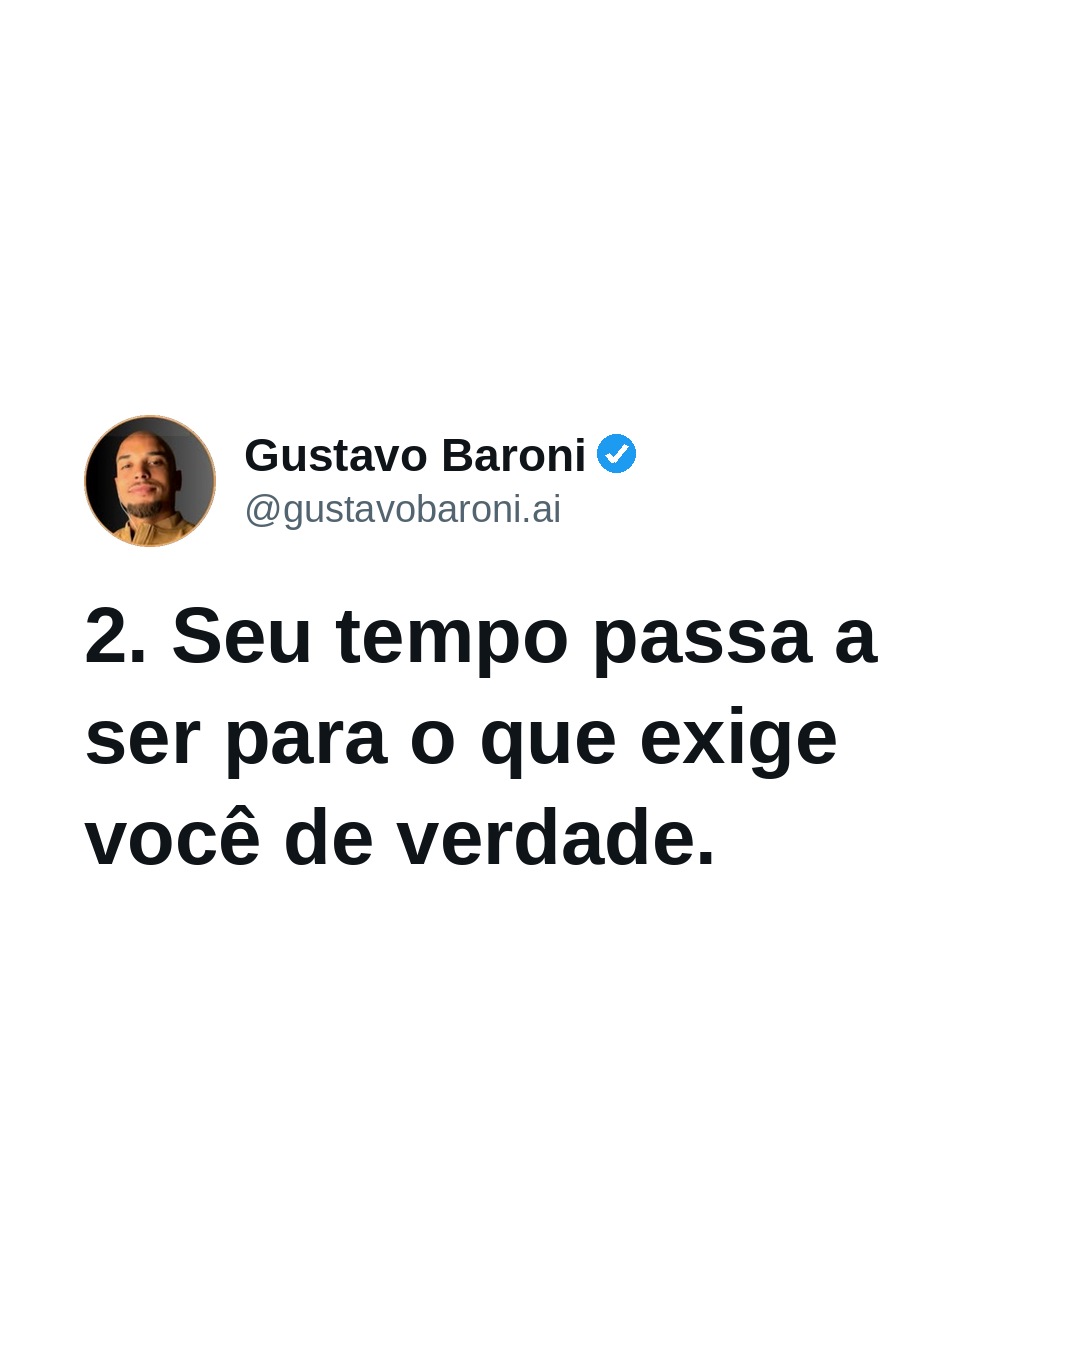 Gustavo Baroni
@gustavobaroni.ai
2. Seu tempo passa a
ser para o que exige
você de verdade.